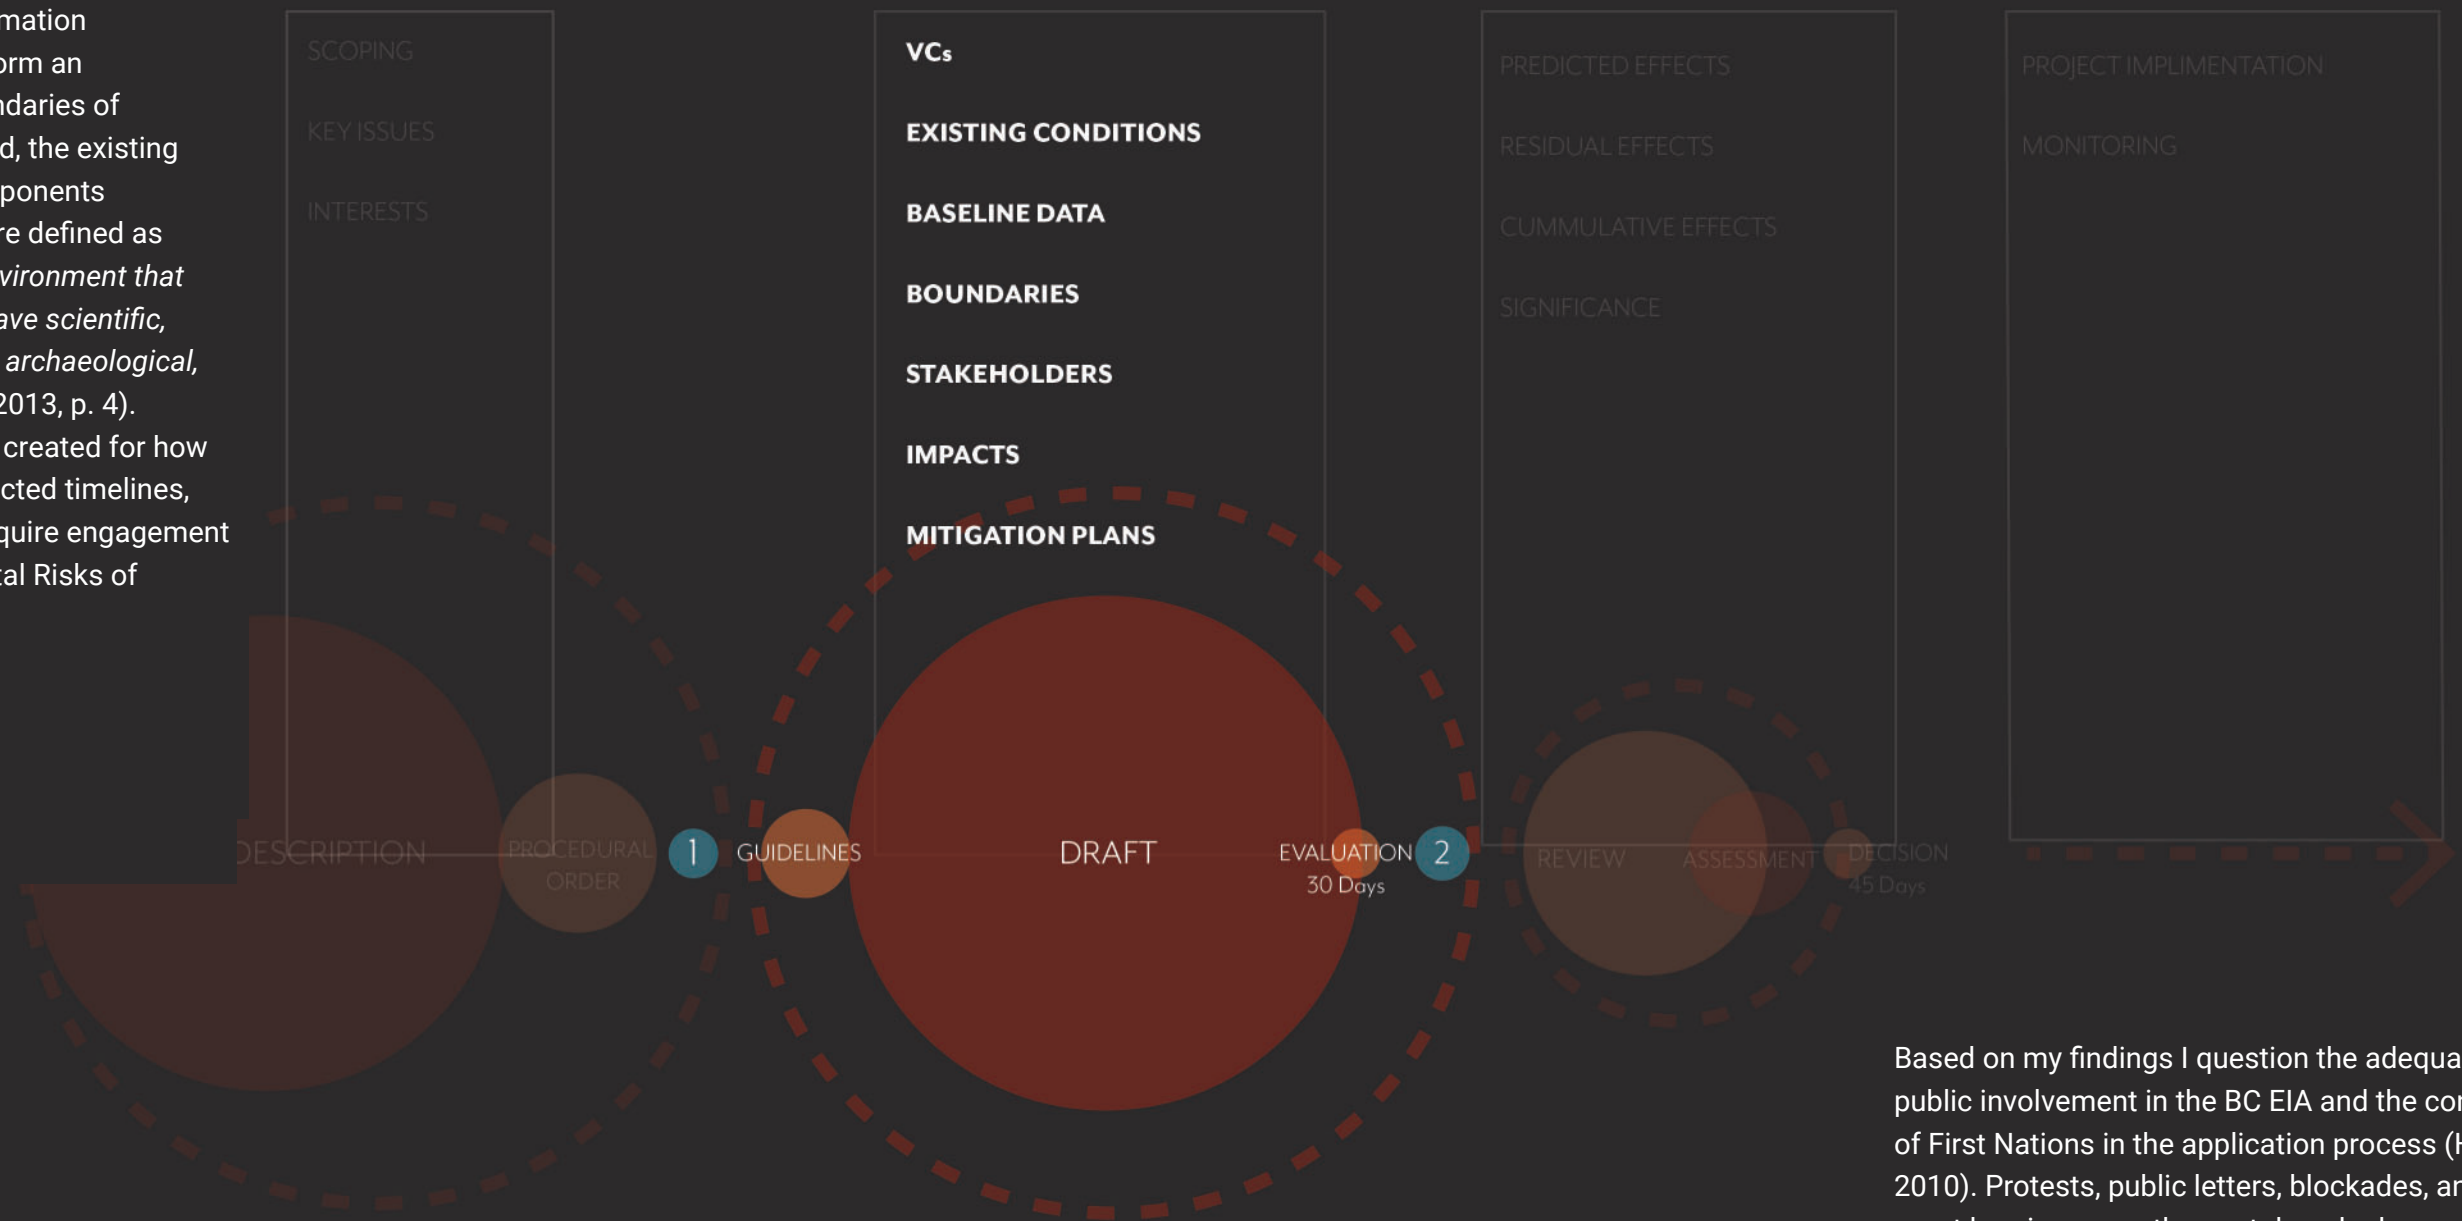 mation
orm an
ndaries of
d, the existing
ponents
re defined as
vironment that
ave scientific,
archaeological,
2013, p. 4).
created for how
cted timelines,
quire engagement
tal Risks of
SCOPING
KEY ISSUES
INTERESTS
VCs
EXISTING CONDITIONS
BASELINE DATA
BOUNDARIES
STAKEHOLDERS
IMPACTS
MITIGATION PLANS
PREDICTED EFFECTS
RESIDUAL EFFECTS
CUMMULATIVE EFFECTS
SIGNIFICANCE
PROJECT IMPLIMENTATION
MONITORING
DESCRIPTION
PROCEDURAL
ORDER
1
GUIDELINES
DRAFT
EVALUATION
30 Days
2
REVIEW
ASSESSMENT
DECISION
45 Days
Based on my findings I question the adequa
public involvement in the BC EIA and the con
of First Nations in the application process (H
2010). Protests, public letters, blockades, an